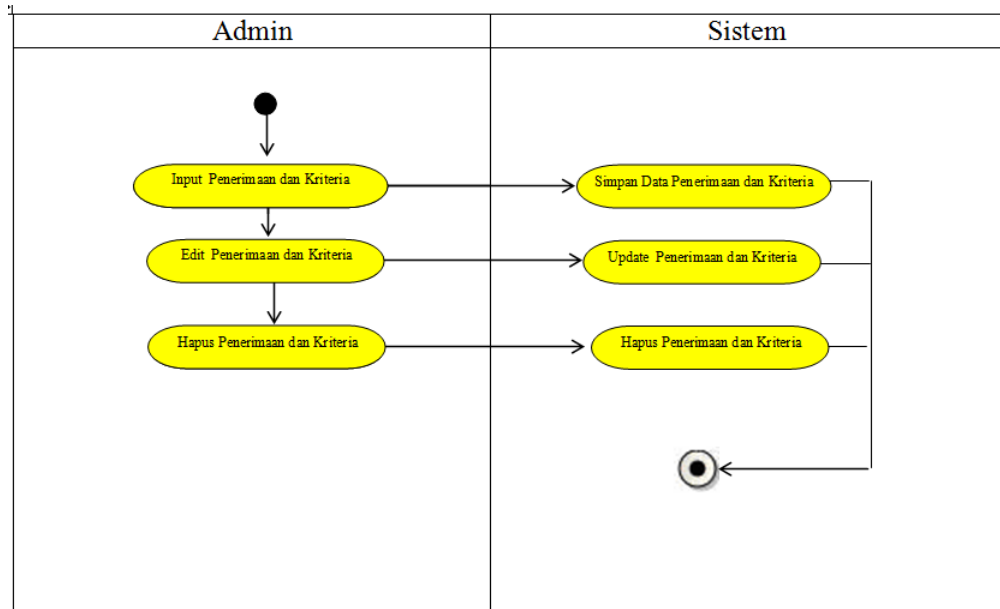 Admin
Sistem
Input Penerimaan dan Kriteria
Simpan Data Penerimaan dan Kriteria
Edit Penerimaan dan Kriteria
Update Penerimaan dan Kriteria
Hapus Penerimaan dan Kriteria
Hapus Penerimaan dan Kriteria